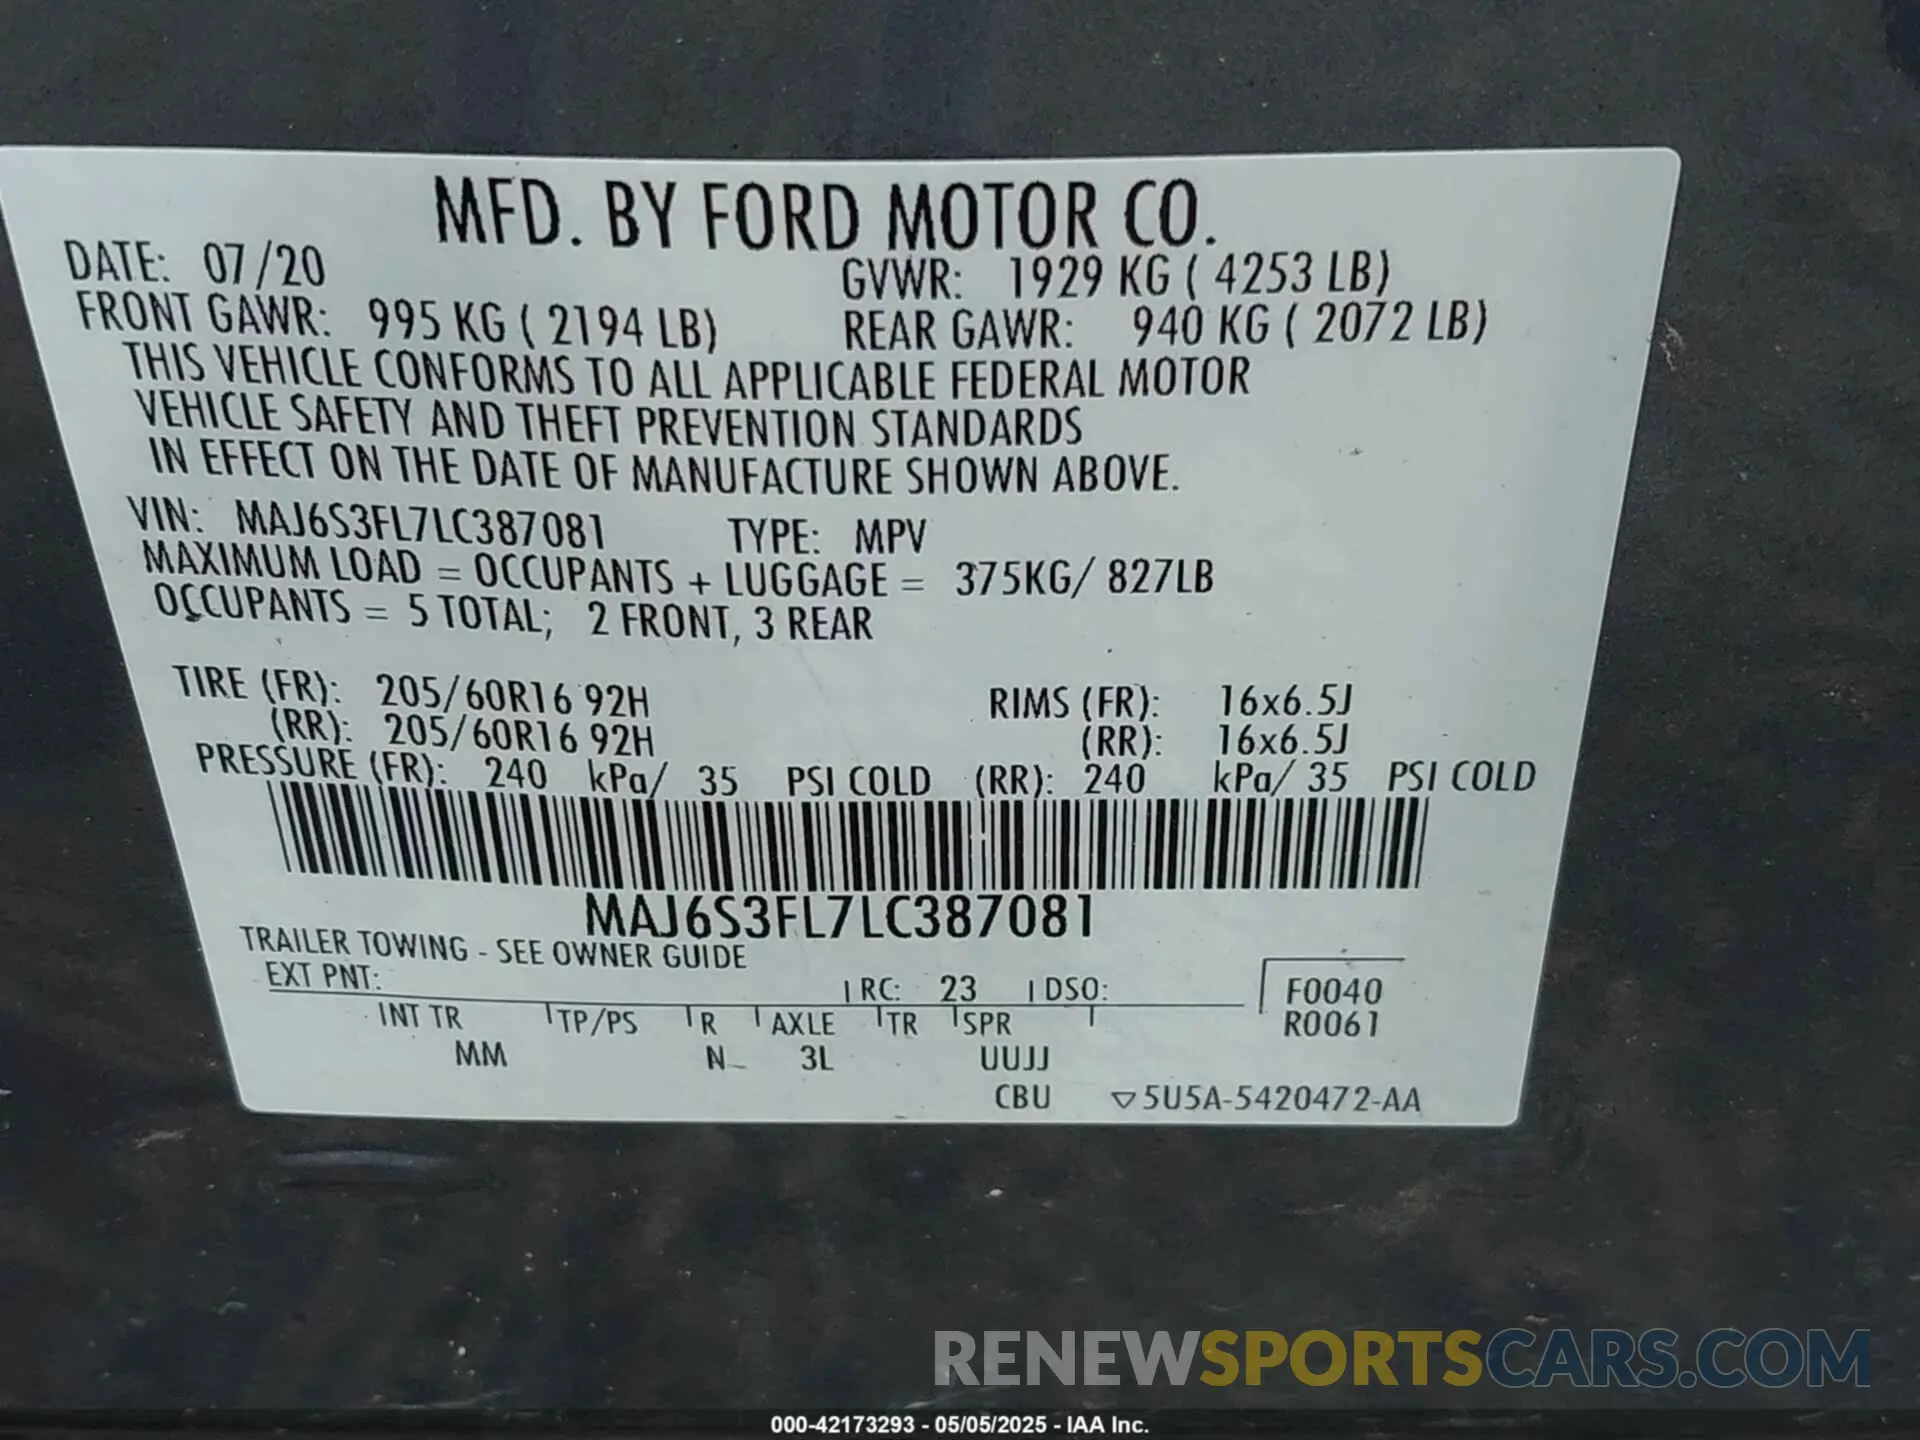 MFD. BY FORD MOTOR CO.
DATE: 07/20
GVWR: 1929 KG ( 4253 LB)
FRONT GAWR: 995 KG ( 2194 LB)
REAR GAWR: 940 KG ( 2072 LB)
THIS VEHICLE CONFORMS TO ALL APPLICABLE FEDERAL MOTOR
VEHICLE SAFETY AND THEFT PREVENTION STANDARDS
IN EFFECT ON THE DATE OF MANUFACTURE SHOWN ABOVE.
VIN: MAJ6S3FL7LC387081 TYPE: MPV
MAXIMUM LOAD = OCCUPANTS + LUGGAGE = 375KG/ 827LB
OCCUPANTS = 5 TOTAL; 2 FRONT, 3 REAR
TIRE (FR): 205/60R16 92H RIMS (FR): 16x6.5J
(RR): 205/60R16 92H (RR): 16x6.5J
PRESSURE (FR): 240 kPa/ 35 PSI COLD (RR): 240 kPa/ 35 PSI COLD
MAJ6S3FL7LC387081
TRAILER TOWING - SEE OWNER GUIDE
EXT PNT: RC: 23 DSO: F0040
INT TR TP/PS R AXLE TR SPR R0061
MM N 3L UUJJ
CBU ▽5U5A-5420472-AA
RENEWSPORTSCARS.COM
000-42173293 - 05/05/2025 - IAA Inc.